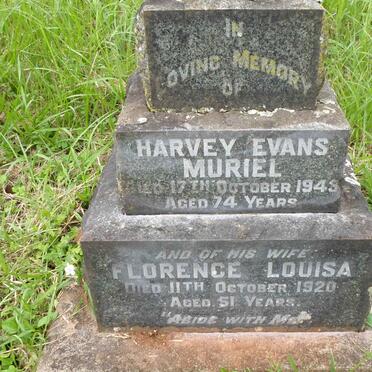 IN
LOVING MEMORY
OF
HARVEY EVANS
MURIEL
DIED 17TH OCTOBER 1943
AGED 74 YEARS.
AND OF HIS WIFE
FLORENCE LOUISA
DIED 11TH OCTOBER 1920
AGED 51 YEARS.
"ABIDE WITH ME."